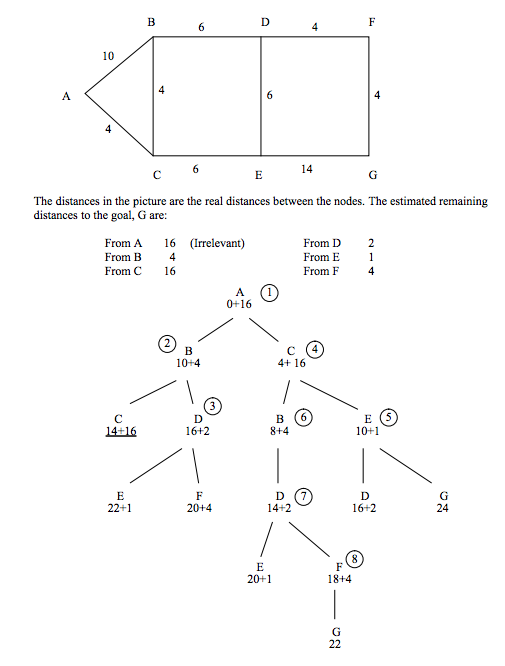 B 6 D 4 F
10
A 4 6 4
4
C 6 E 14 G
The distances in the picture are the real distances between the nodes. The estimated remaining
distances to the goal, G are:
From A 16 (Irrelevant) From D 2
From B 4 From E 1
From C 16 From F 4
A 1
0+16
2 B C 4
10+4 4+ 16
3
C D B 6 E 5
14+16 16+2 8+4 10+1
E F D 7 D G
22+1 20+4 14+2 16+2 24
8
E F
20+1 18+4
G
22